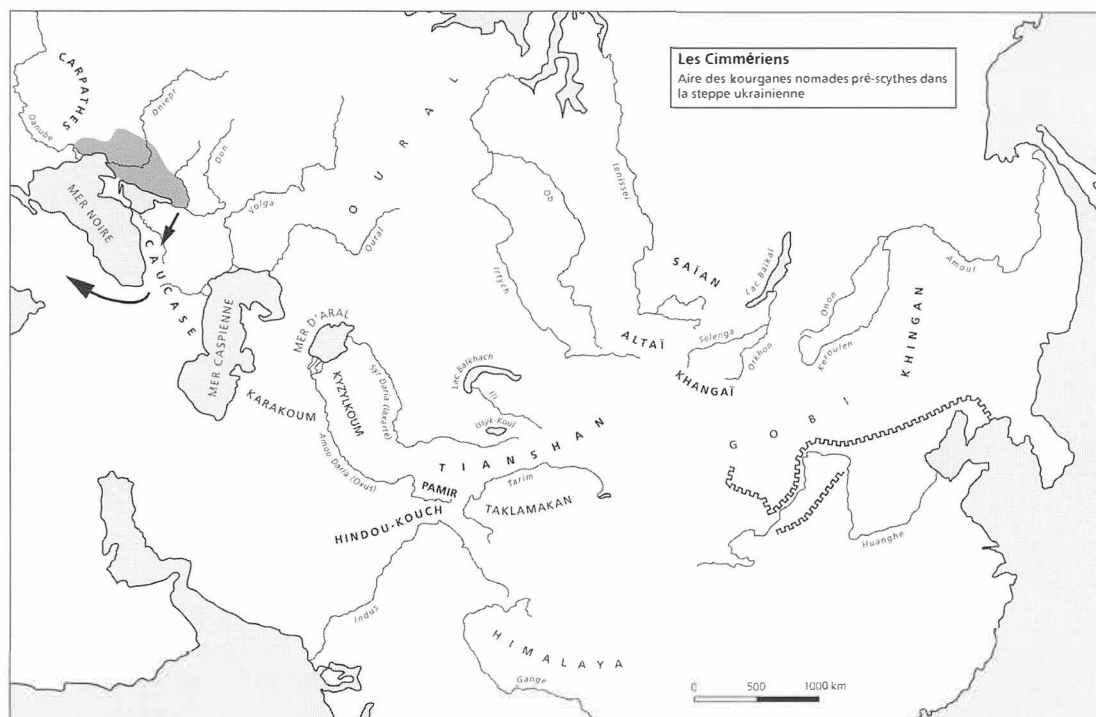 Les Cimmériens
Aire des kourganes nomades pré-scythes dans
la steppe ukrainienne
CARPATHES
Danube
Dniepr
Don
MER NOIRE
CAUCASE
Volga
OURAL
Oural
MER CASPIENNE
MER D'ARAL
KARAKOUM
KYZYLKOUM
Syr Daria (Iaxarte)
Amou Daria (Oxus)
Irtych
Ob
Ienissei
SAÏAN
ALTAÏ
Lac Baïkal
Selenga
Orkhon
KHANGAÏ
Onon
Keroulen
Amour
KHINGAN
Lac Balkhach
Ili
Issyk-Koul
TIANSHAN
PAMIR
Tarim
TAKLAMAKAN
HINDOU-KOUCH
GOBI
Huanghe
Indus
HIMALAYA
Gange
0 500 1000 km